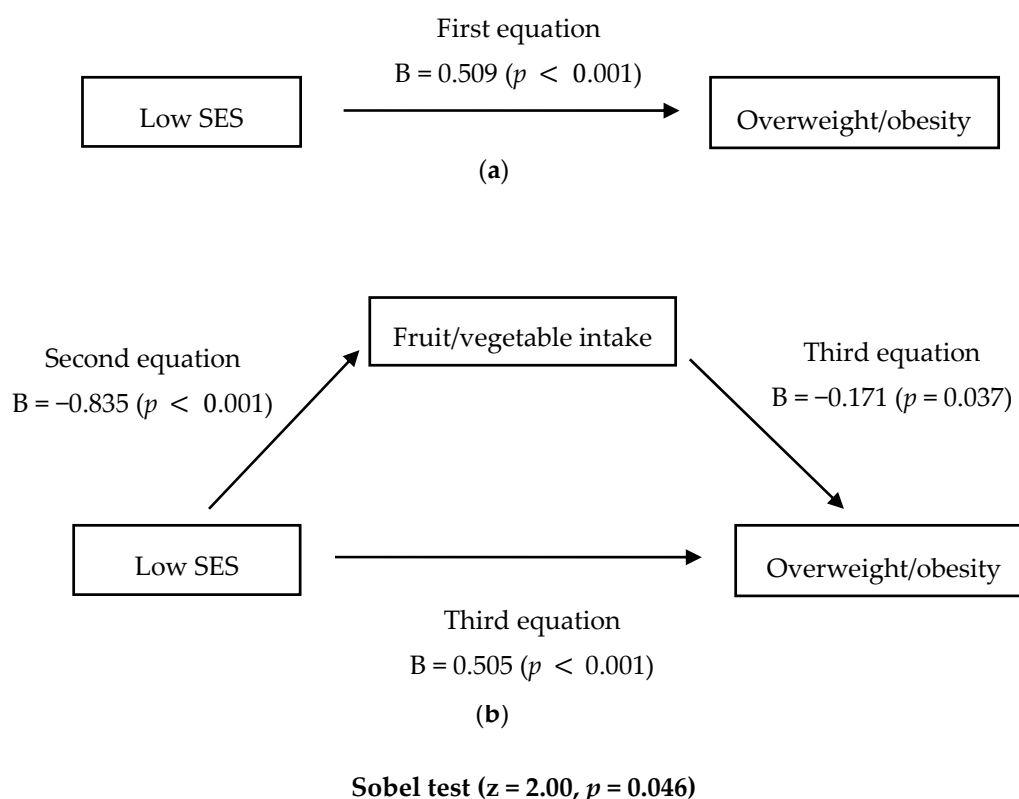 First equation
B = 0.509 (p < 0.001)
Low SES
Overweight/obesity
(a)
Fruit/vegetable intake
Second equation
B = −0.835 (p < 0.001)
Third equation
B = −0.171 (p = 0.037)
Low SES
Overweight/obesity
Third equation
B = 0.505 (p < 0.001)
(b)
Sobel test (z = 2.00, p = 0.046)